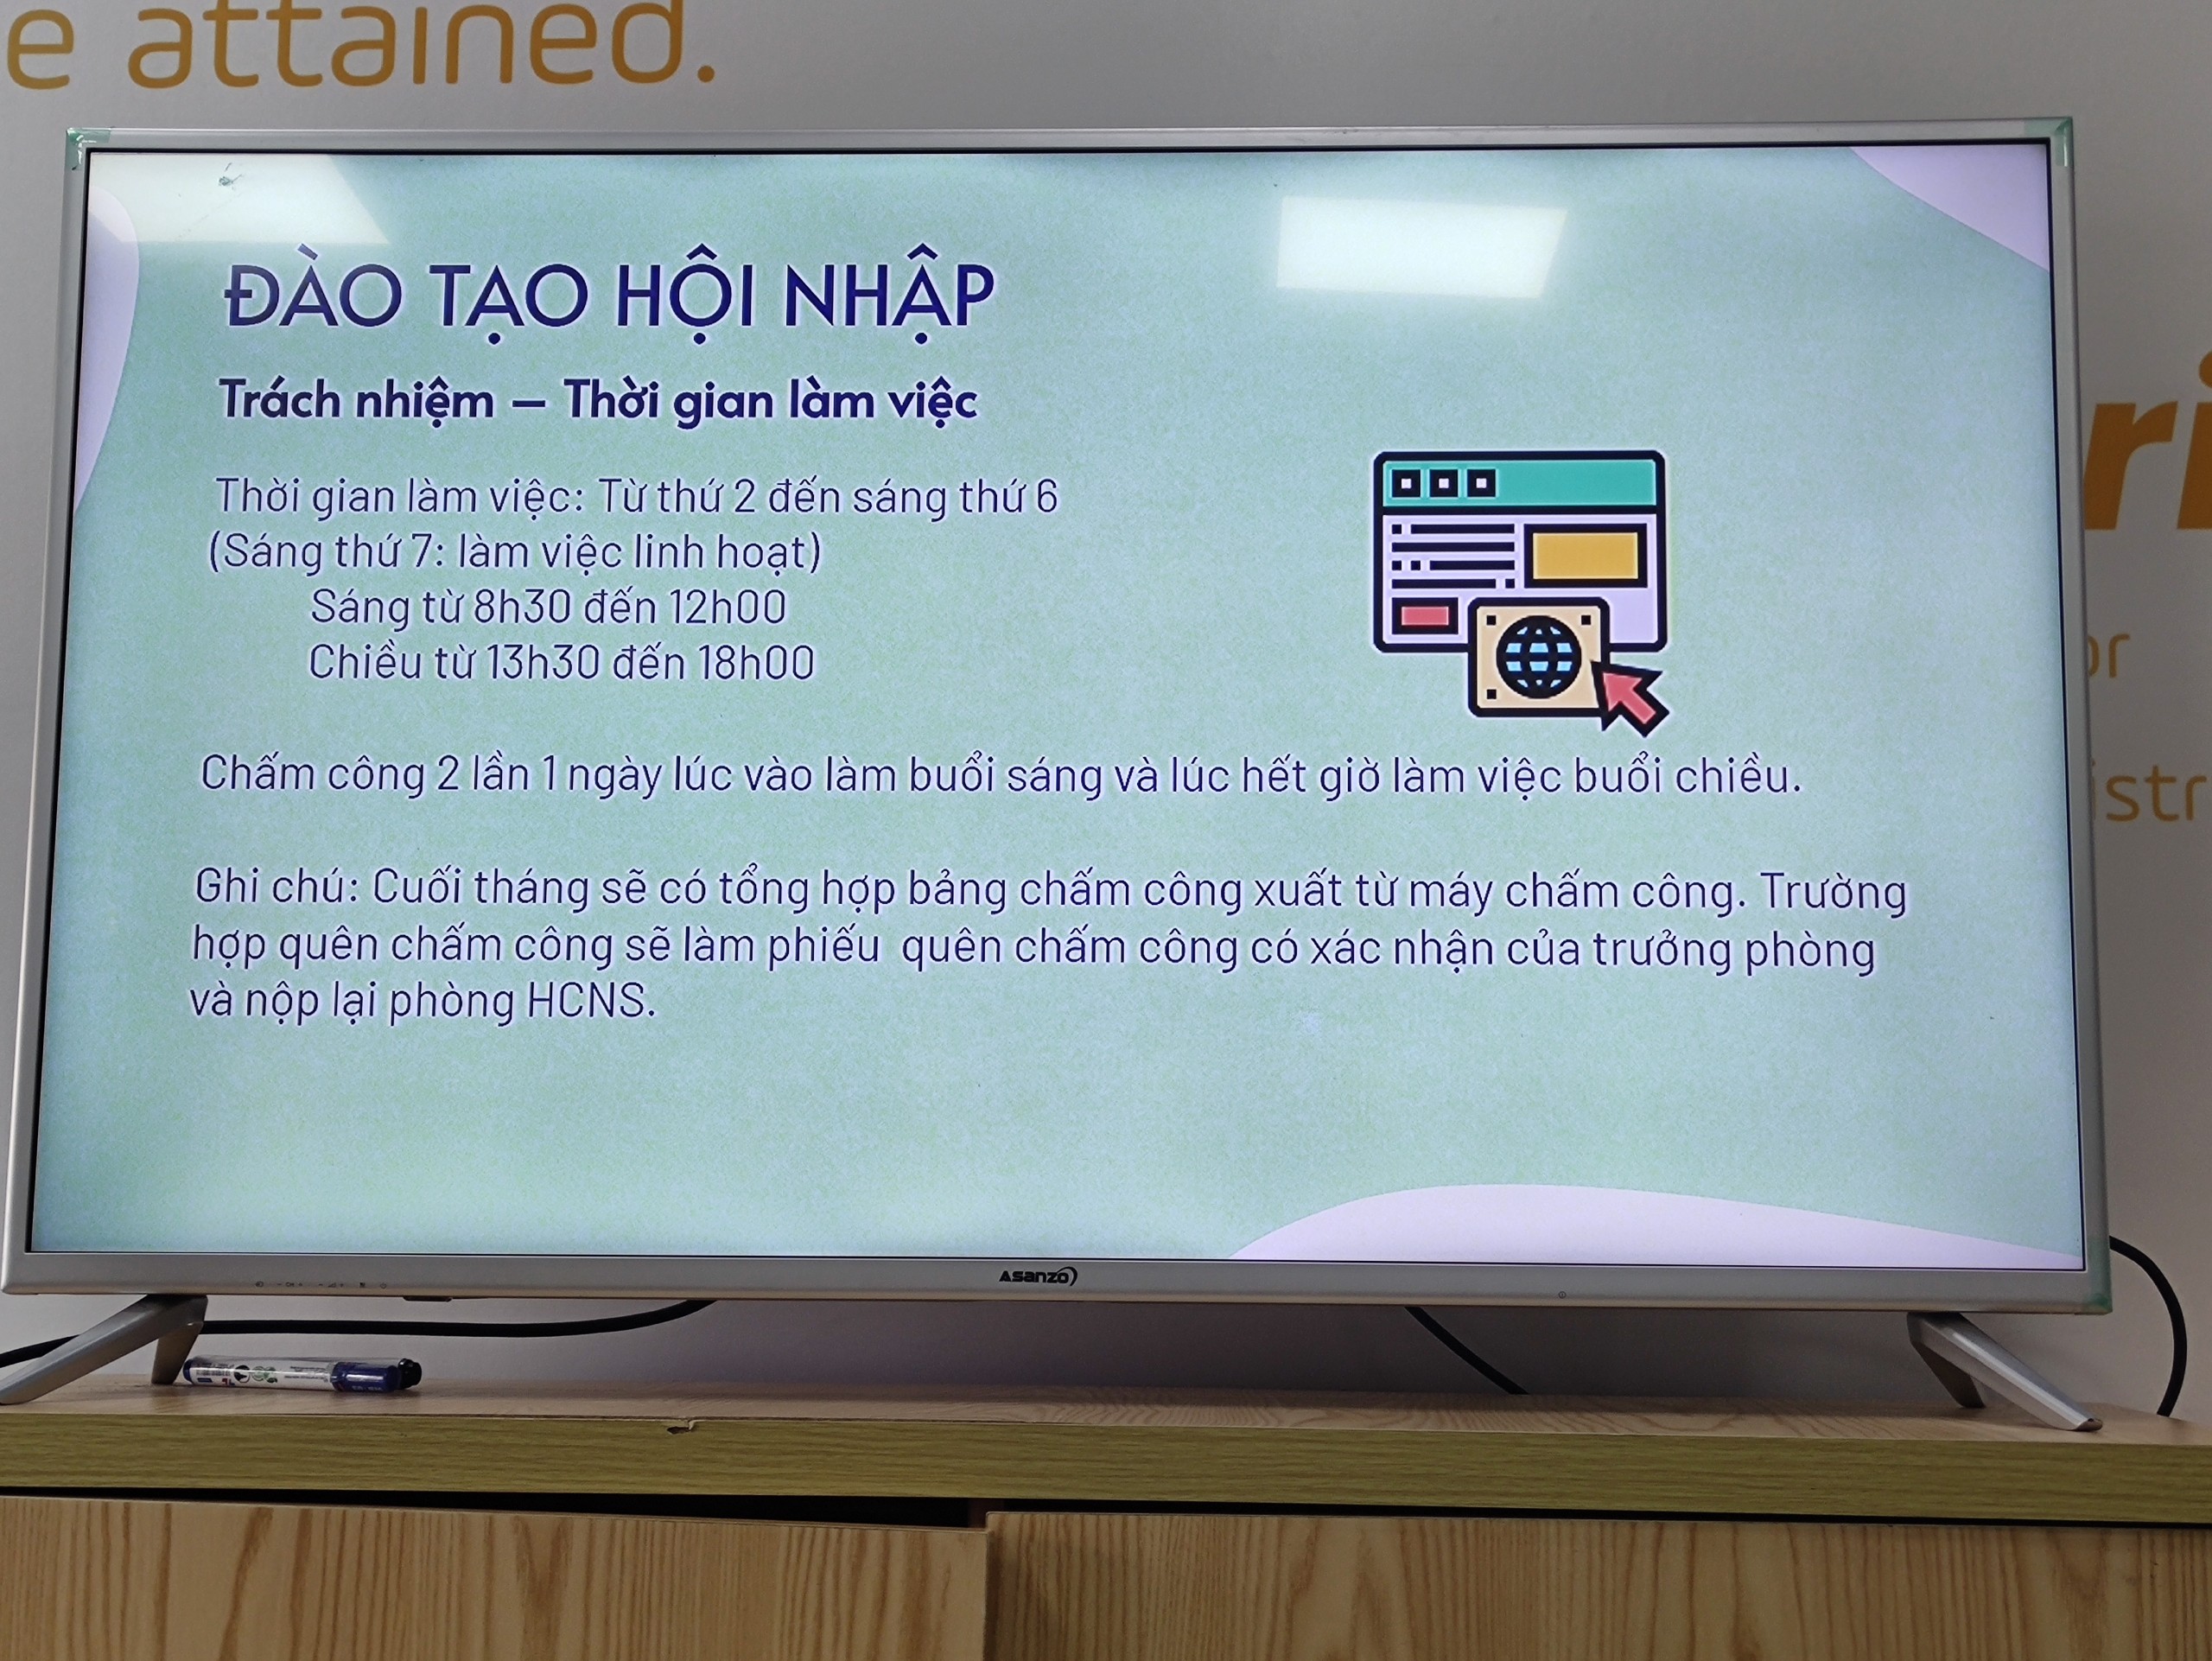 e attained.
ĐÀO TẠO HỘI NHẬP
Trách nhiệm – Thời gian làm việc
Thời gian làm việc: Từ thứ 2 đến sáng thứ 6
(Sáng thứ 7: làm việc linh hoạt)
Sáng từ 8h30 đến 12h00
Chiều từ 13h30 đến 18h00
Chấm công 2 lần 1 ngày lúc vào làm buổi sáng và lúc hết giờ làm việc buổi chiều.
Ghi chú: Cuối tháng sẽ có tổng hợp bảng chấm công xuất từ máy chấm công. Trường
hợp quên chấm công sẽ làm phiếu quên chấm công có xác nhận của trưởng phòng
và nộp lại phòng HCNS.
ri
or
istr
Asanzo